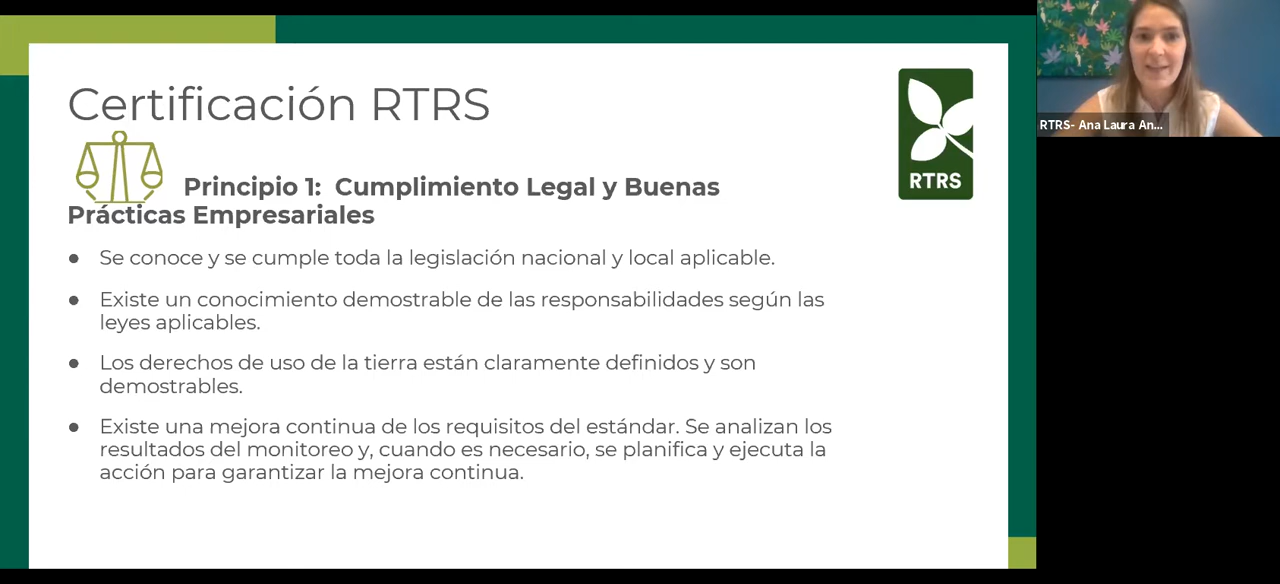 Certificación RTRS
Principio 1: Cumplimiento Legal y Buenas
Prácticas Empresariales
● Se conoce y se cumple toda la legislación nacional y local aplicable.
● Existe un conocimiento demostrable de las responsabilidades según las
leyes aplicables.
● Los derechos de uso de la tierra están claramente definidos y son
demostrables.
● Existe una mejora continua de los requisitos del estándar. Se analizan los
resultados del monitoreo y, cuando es necesario, se planifica y ejecuta la
acción para garantizar la mejora continua.
RTRS
RTRS- Ana Laura An...